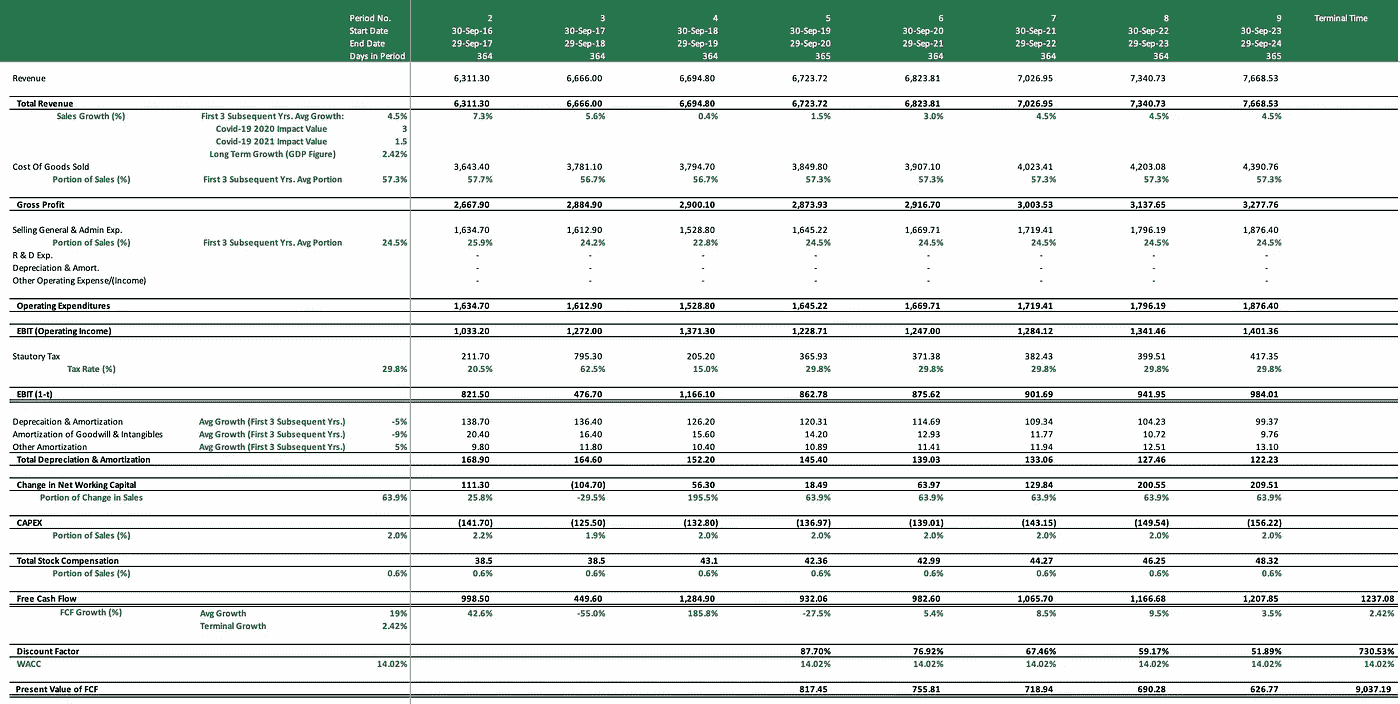 Period No. 2 3 4 5 6 7 8 9 Terminal Time
Start Date 30-Sep-16 30-Sep-17 30-Sep-18 30-Sep-19 30-Sep-20 30-Sep-21 30-Sep-22 30-Sep-23
End Date 29-Sep-17 29-Sep-18 29-Sep-19 29-Sep-20 29-Sep-21 29-Sep-22 29-Sep-23 29-Sep-24
Days in Period 364 364 364 365 364 364 364 365
Revenue 6,311.30 6,666.00 6,694.80 6,723.72 6,823.81 7,026.95 7,340.73 7,668.53
Total Revenue 6,311.30 6,666.00 6,694.80 6,723.72 6,823.81 7,026.95 7,340.73 7,668.53
Sales Growth (%) First 3 Subsequent Yrs. Avg Growth: 4.5% 7.3% 5.6% 0.4% 1.5% 3.0% 4.5% 4.5% 4.5%
Covid-19 2020 Impact Value 3
Covid-19 2021 Impact Value 1.5
Long Term Growth (GDP Figure) 2.42%
Cost Of Goods Sold 3,643.40 3,781.10 3,794.70 3,849.80 3,907.10 4,023.41 4,203.08 4,390.76
Portion of Sales (%) First 3 Subsequent Yrs. Avg Portion 57.3% 57.7% 56.7% 56.7% 57.3% 57.3% 57.3% 57.3% 57.3%
Gross Profit 2,667.90 2,884.90 2,900.10 2,873.93 2,916.70 3,003.53 3,137.65 3,277.76
Selling General & Admin Exp. 1,634.70 1,612.90 1,528.80 1,645.22 1,669.71 1,719.41 1,796.19 1,876.40
Portion of Sales (%) First 3 Subsequent Yrs. Avg Portion 24.5% 25.9% 24.2% 22.8% 24.5% 24.5% 24.5% 24.5% 24.5%
R & D Exp. - - - - - - - -
Depreciation & Amort. - - - - - - - -
Other Operating Expense/(Income) - - - - - - - -
Operating Expenditures 1,634.70 1,612.90 1,528.80 1,645.22 1,669.71 1,719.41 1,796.19 1,876.40
EBIT (Operating Income) 1,033.20 1,272.00 1,371.30 1,228.71 1,247.00 1,284.12 1,341.46 1,401.36
Stautory Tax 211.70 795.30 205.20 365.93 371.38 382.43 399.51 417.35
Tax Rate (%) 29.8% 20.5% 62.5% 15.0% 29.8% 29.8% 29.8% 29.8% 29.8%
EBIT (1-t) 821.50 476.70 1,166.10 862.78 875.62 901.69 941.95 984.01
Deprecaition & Amortization Avg Growth (First 3 Subsequent Yrs.) -5% 138.70 136.40 126.20 120.31 114.69 109.34 104.23 99.37
Amortization of Goodwill & Intangibles Avg Growth (First 3 Subsequent Yrs.) -9% 20.40 16.40 15.60 14.20 12.93 11.77 10.72 9.76
Other Amortization Avg Growth (First 3 Subsequent Yrs.) 5% 9.80 11.80 10.40 10.89 11.41 11.94 12.51 13.10
Total Depreciation & Amortization 168.90 164.60 152.20 145.40 139.03 133.06 127.46 122.23
Change in Net Working Capital 111.30 (104.70) 56.30 18.49 63.97 129.84 200.55 209.51
Portion of Change in Sales 63.9% 25.8% -29.5% 195.5% 63.9% 63.9% 63.9% 63.9% 63.9%
CAPEX (141.70) (125.50) (132.80) (136.97) (139.01) (143.15) (149.54) (156.22)
Portion of Sales (%) 2.0% 2.2% 1.9% 2.0% 2.0% 2.0% 2.0% 2.0% 2.0%
Total Stock Compensation 38.5 38.5 43.1 42.36 42.99 44.27 46.25 48.32
Portion of Sales (%) 0.6% 0.6% 0.6% 0.6% 0.6% 0.6% 0.6% 0.6% 0.6%
Free Cash Flow 998.50 449.60 1,284.90 932.06 982.60 1,065.70 1,166.68 1,207.85 1237.08
FCF Growth (%) Avg Growth 19% 42.6% -55.0% 185.8% -27.5% 5.4% 8.5% 9.5% 3.5% 2.42%
Terminal Growth 2.42%
Discount Factor 87.70% 76.92% 67.46% 59.17% 51.89% 730.53%
WACC 14.02% 14.02% 14.02% 14.02% 14.02% 14.02% 14.02%
Present Value of FCF 817.45 755.81 718.94 690.28 626.77 9,037.19